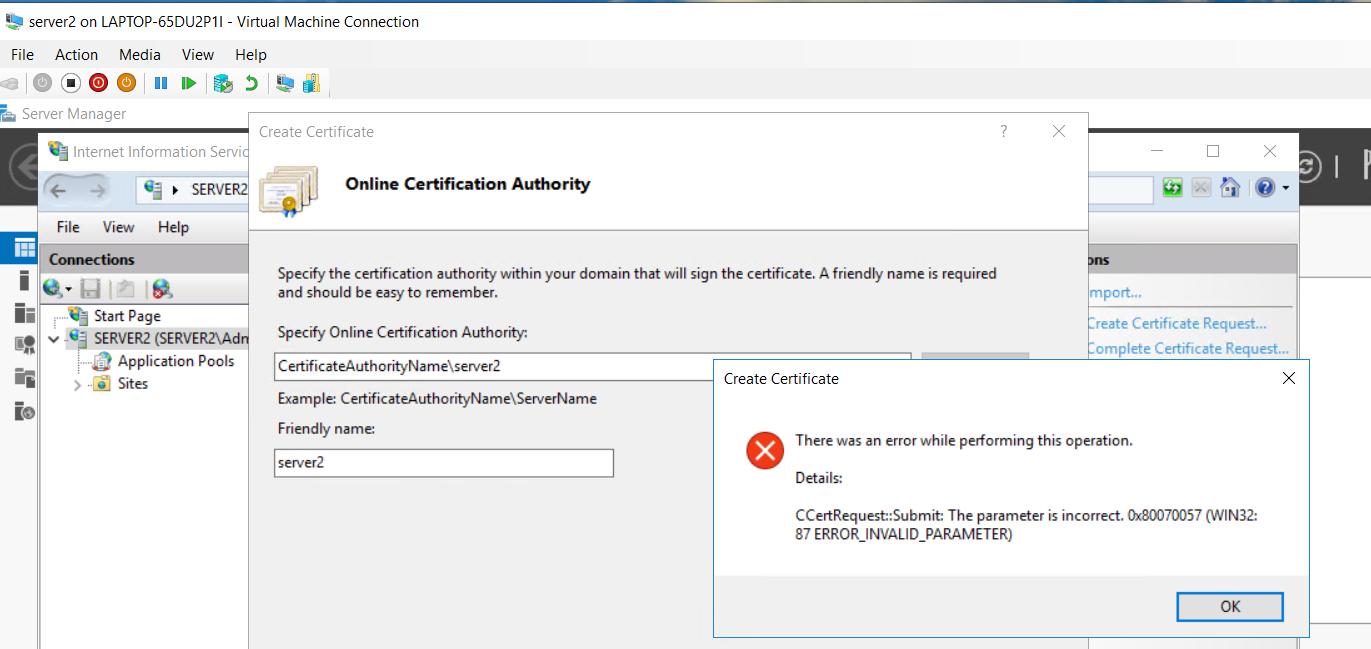 server2 on LAPTOP-65DU2P1I - Virtual Machine Connection
File Action Media View Help
Server Manager
Create Certificate ?
Internet Information Servic
Online Certification Authority
SERVER2
File View Help
Connections
ons
Specify the certification authority within your domain that will sign the certificate. A friendly name is required
and should be easy to remember.
mport...
Start Page
Create Certificate Request...
Specify Online Certification Authority:
SERVER2 (SERVER2\Adm
Complete Certificate Request...
Application Pools
CertificateAuthorityName\server2
Sites
Create Certificate
Example: CertificateAuthorityName\ServerName
Friendly name:
server2
There was an error while performing this operation.
Details:
CCertRequest::Submit: The parameter is incorrect. 0x80070057 (WIN32:
87 ERROR_INVALID_PARAMETER)
OK